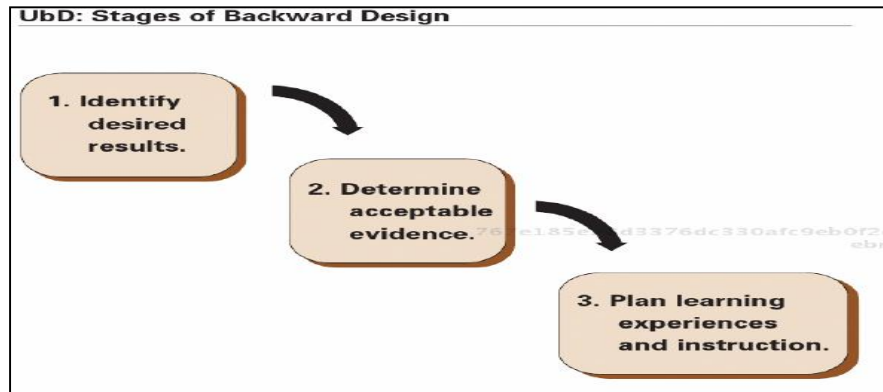 UbD: Stages of Backward Design
1. Identify
desired
results.
2. Determine
acceptable
evidence.
3. Plan learning
experiences
and instruction.